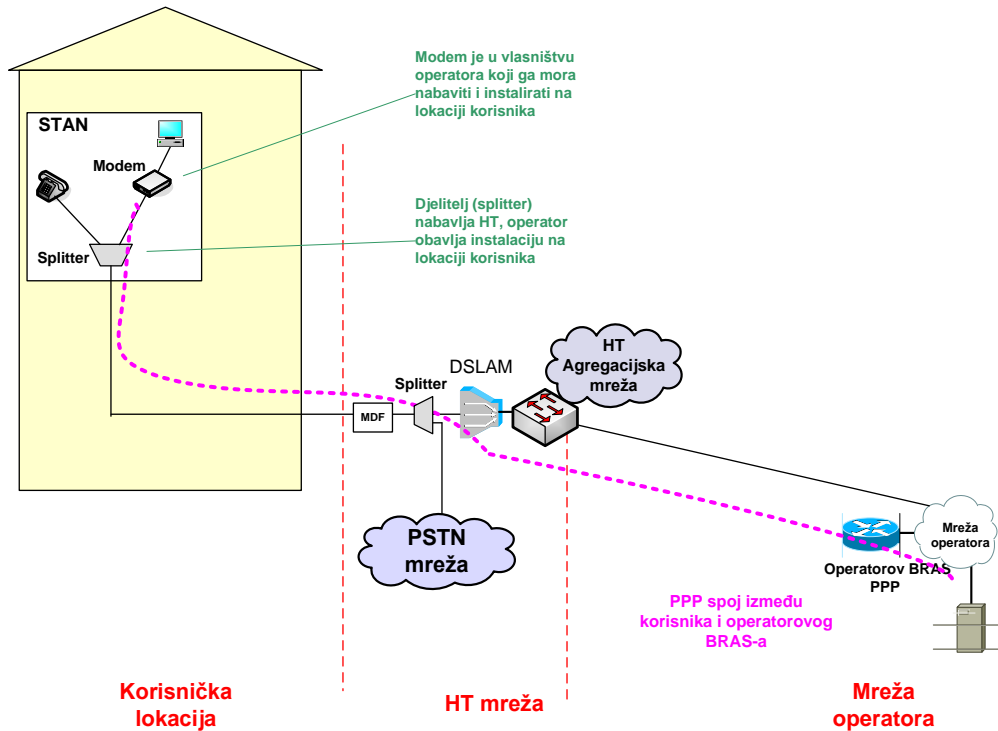 Modem je u vlasništvu
operatora koji ga mora
nabaviti i instalirati na
lokaciji korisnika
STAN
Modem
Djelitelj (splitter)
nabavlja HT, operator
obavlja instalaciju na
lokaciji korisnika
Splitter
HT
Agregacijska
mreža
DSLAM
Splitter
MDF
PSTN
mreža
Mreža
operatora
Operatorov BRAS
PPP
PPP spoj između
korisnika i operatorovog
BRAS-a
Korisnička
lokacija
HT mreža
Mreža
operatora